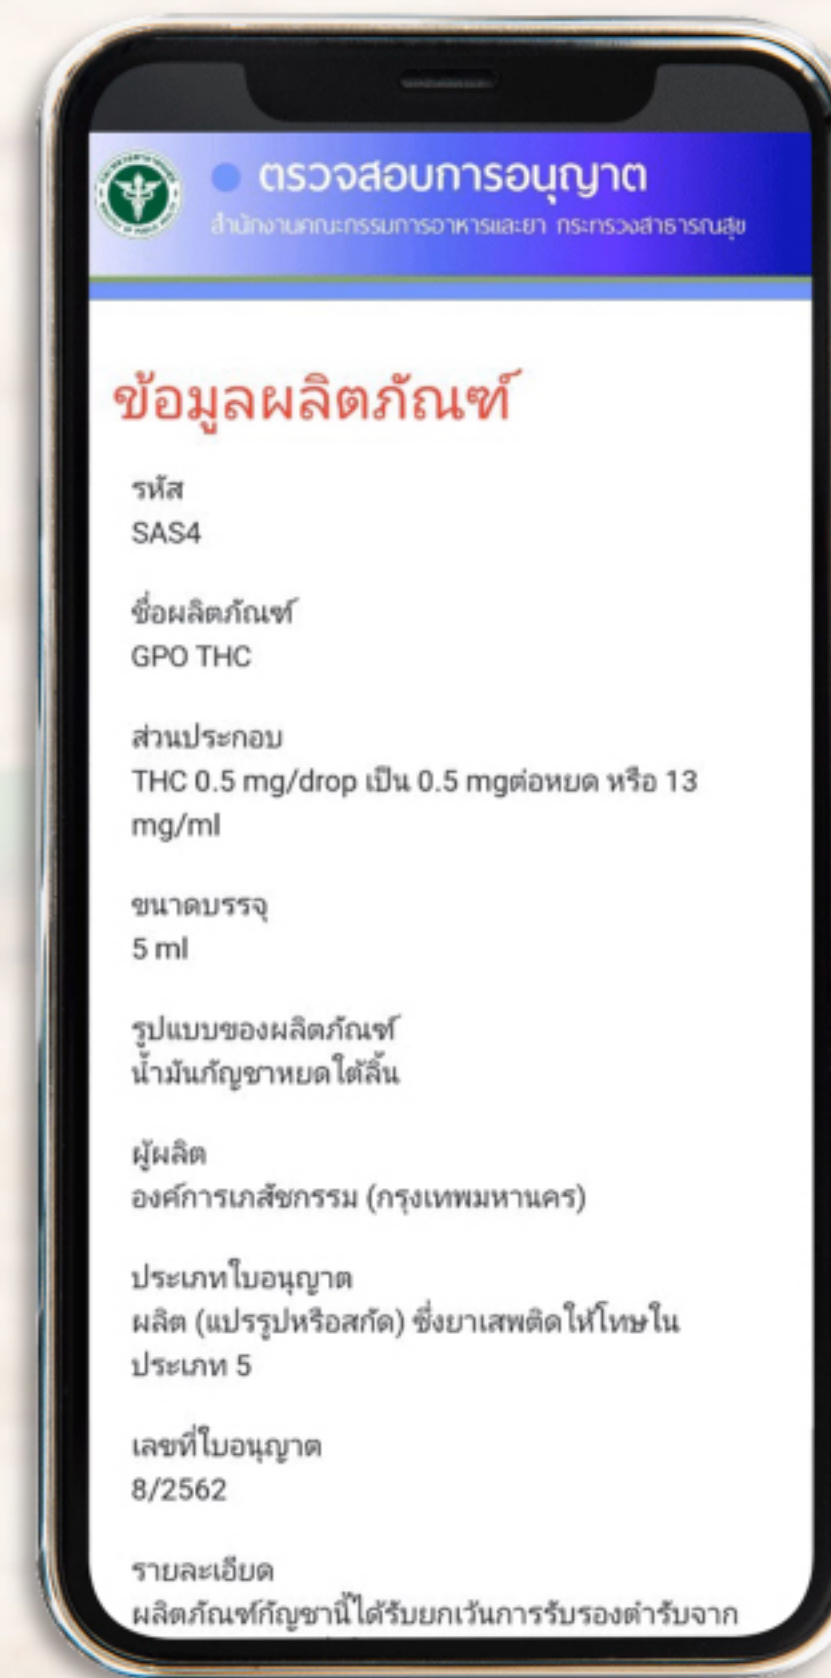 ตรวจสอบการอนุญาต
สำนักงานคณะกรรมการอาหารและยา กระทรวงสาธารณสุข
ข้อมูลผลิตภัณฑ์
รหัส
SAS4
ชื่อผลิตภัณฑ์
GPO THC
ส่วนประกอบ
THC 0.5 mg/drop เป็น 0.5 mgต่อหยด หรือ 13
mg/ml
ขนาดบรรจุ
5 ml
รูปแบบของผลิตภัณฑ์
น้ำมันกัญชาหยดใต้ลิ้น
ผู้ผลิต
องค์การเภสัชกรรม (กรุงเทพมหานคร)
ประเภทใบอนุญาต
ผลิต (แปรรูปหรือสกัด) ซึ่งยาเสพติดให้โทษใน
ประเภท 5
เลขที่ใบอนุญาต
8/2562
รายละเอียด
ผลิตภัณฑ์กัญชานี้ได้รับยกเว้นการรับรองตำรับจาก